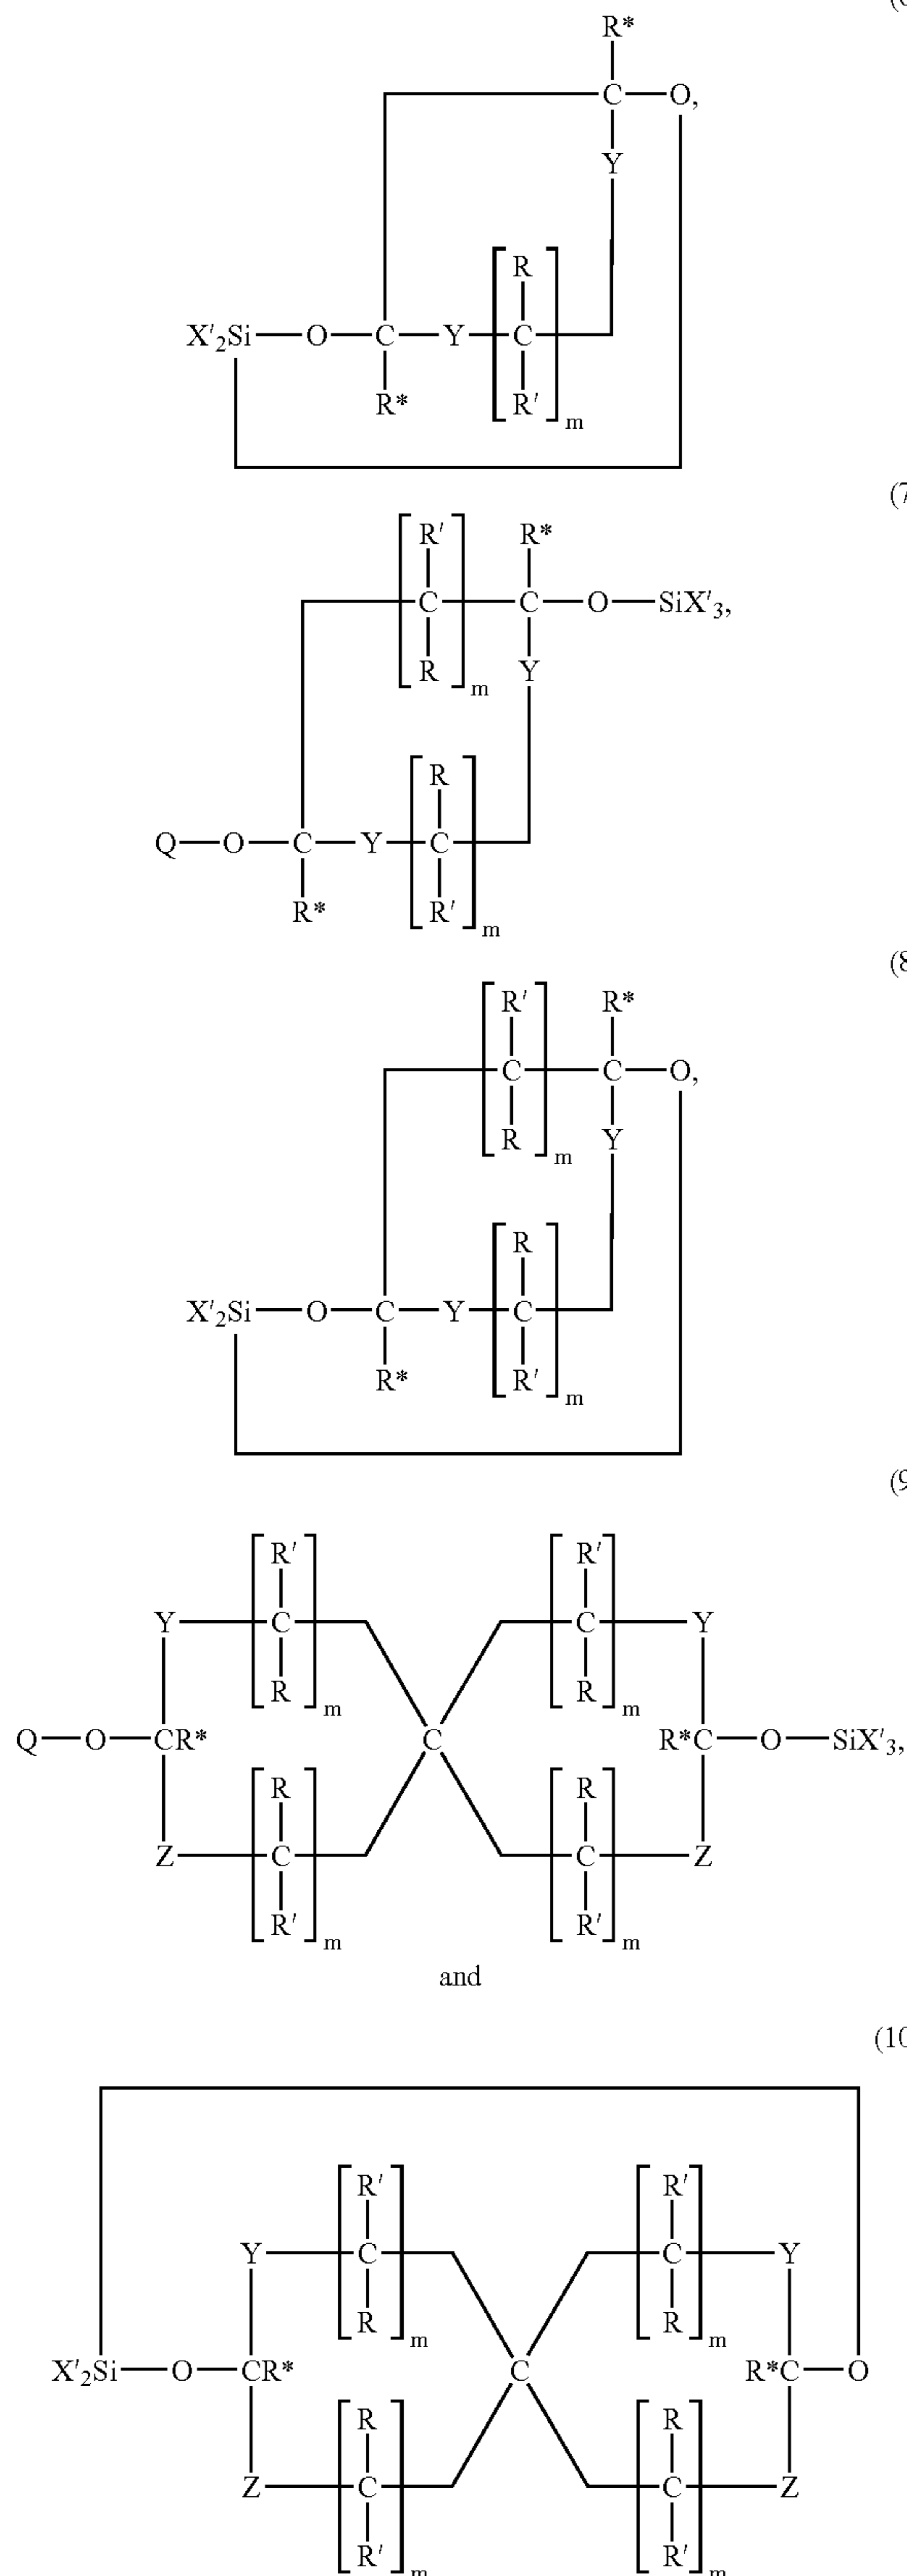 (6
R*
C—O,
Y
R
X'₂Si—O—C—Y—C
R* R' m
(7
R' R*
C—C—O—SiX'₃,
R Y
m
R
Q—O—C—Y—C
R* R' m
(8
R' R*
C—C—O,
R Y
m
R
X'₂Si—O—C—Y—C
R* R' m
(9
R' R'
Y—C C—Y
R m R m
Q—O—CR* C R*C—O—SiX'₃,
R R
Z—C C—Z
R' m R' m
and
(10
R' R'
Y—C C—Y
R m R m
X'₂Si—O—CR* C R*C—O
R R
Z—C C—Z
R' m R' m